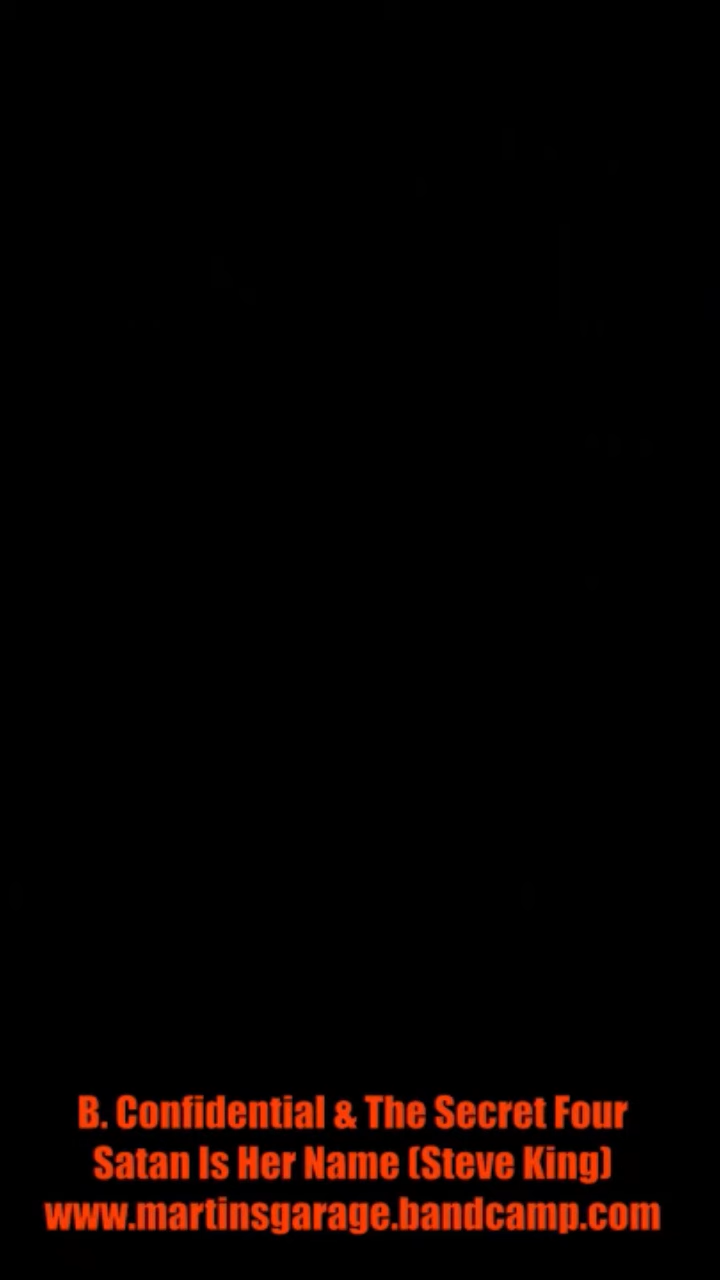 B. Confidential & The Secret Four
Satan Is Her Name (Steve King)
www.martinsgarage.bandcamp.com